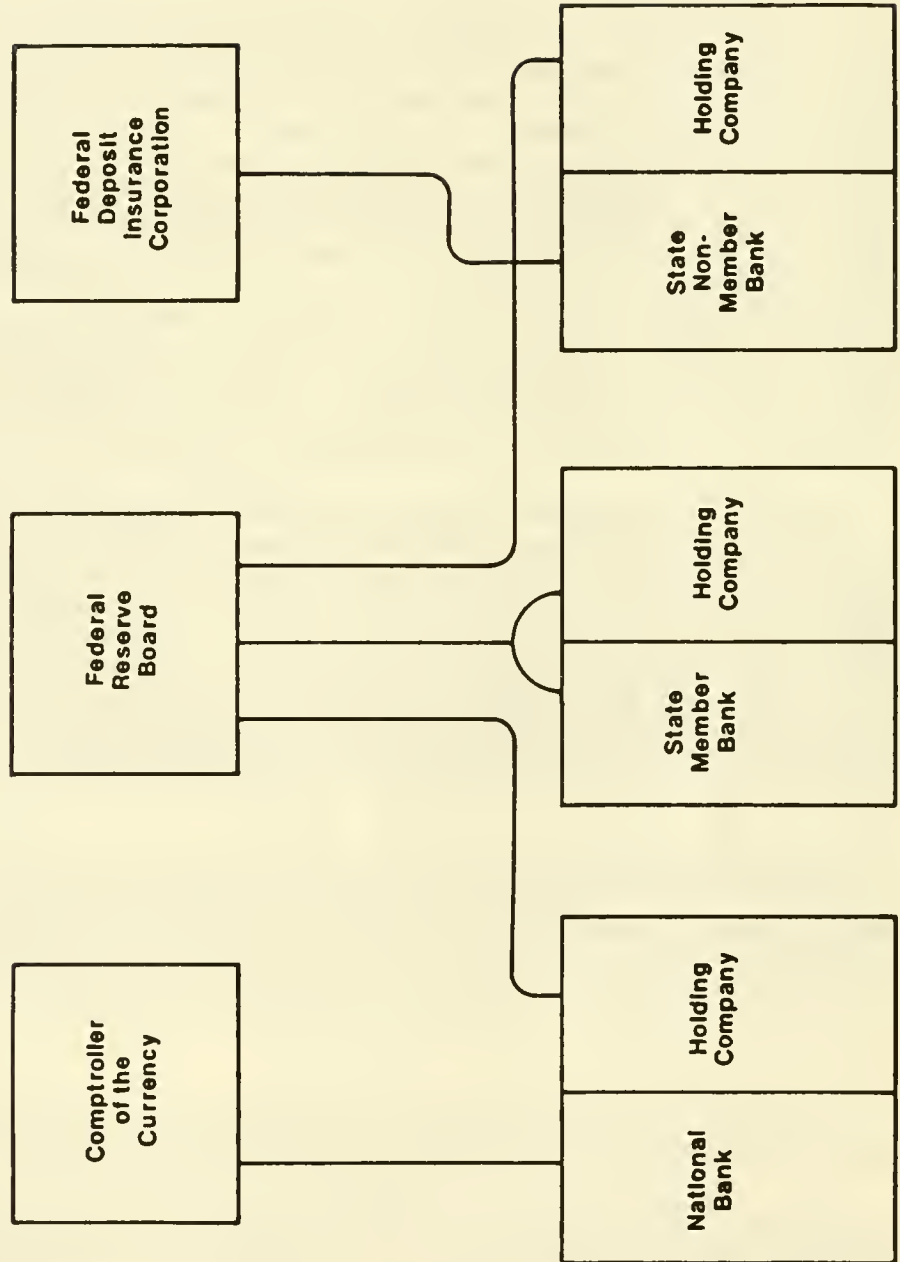 Comptroller
of the
Currency
Federal
Reserve
Board
Federal
Deposit
Insurance
Corporation
National
Bank
Holding
Company
State
Member
Bank
Holding
Company
State
Non-
Member
Bank
Holding
Company